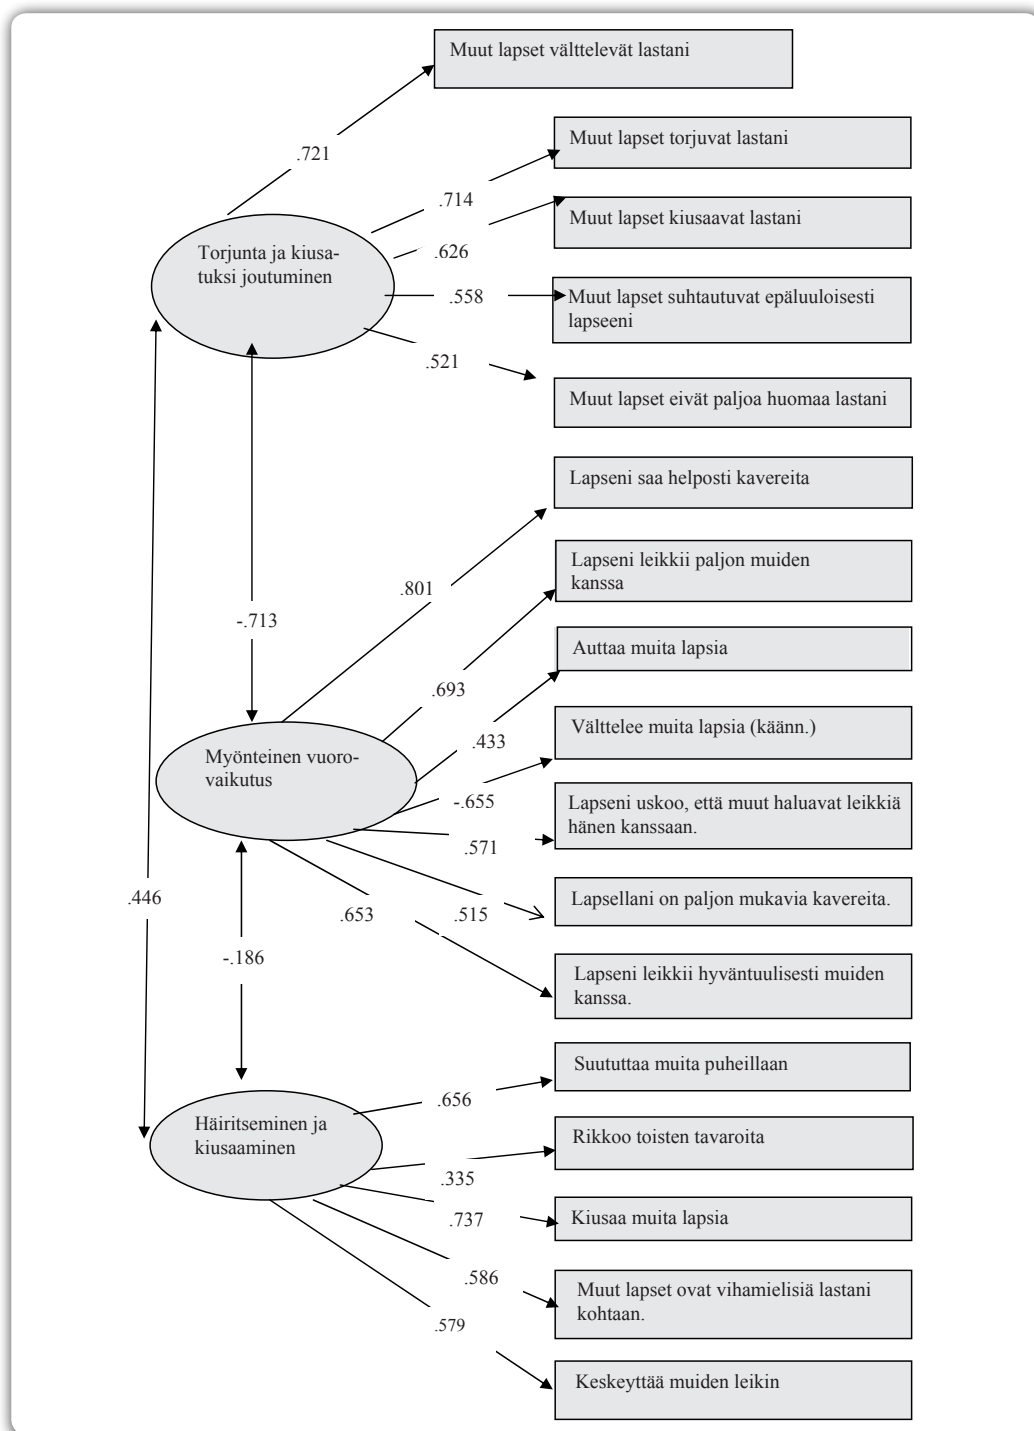 Muut lapset välttelevät lastani
.721
Muut lapset torjuvat lastani
.714
Muut lapset kiusaavat lastani
.626
Torjunta ja kiusa-
tuksi joutuminen
.558
Muut lapset suhtautuvat epäluuloisesti
lapseeni
.521
Muut lapset eivät paljoa huomaa lastani
Lapseni saa helposti kavereita
.801
Lapseni leikkii paljon muiden
kanssa
-.713
.693
Auttaa muita lapsia
.433
Myönteinen vuoro-
vaikutus
Välttelee muita lapsia (käänn.)
-.655
Lapseni uskoo, että muut haluavat leikkiä
hänen kanssaan.
.571
.446
.653
.515
Lapsellani on paljon mukavia kavereita.
-.186
Lapseni leikkii hyväntuulisesti muiden
kanssa.
Suututtaa muita puheillaan
.656
Häiritseminen ja
kiusaaminen
Rikkoo toisten tavaroita
.335
Kiusaa muita lapsia
.737
.586
Muut lapset ovat vihamielisiä lastani
kohtaan.
.579
Keskeyttää muiden leikin